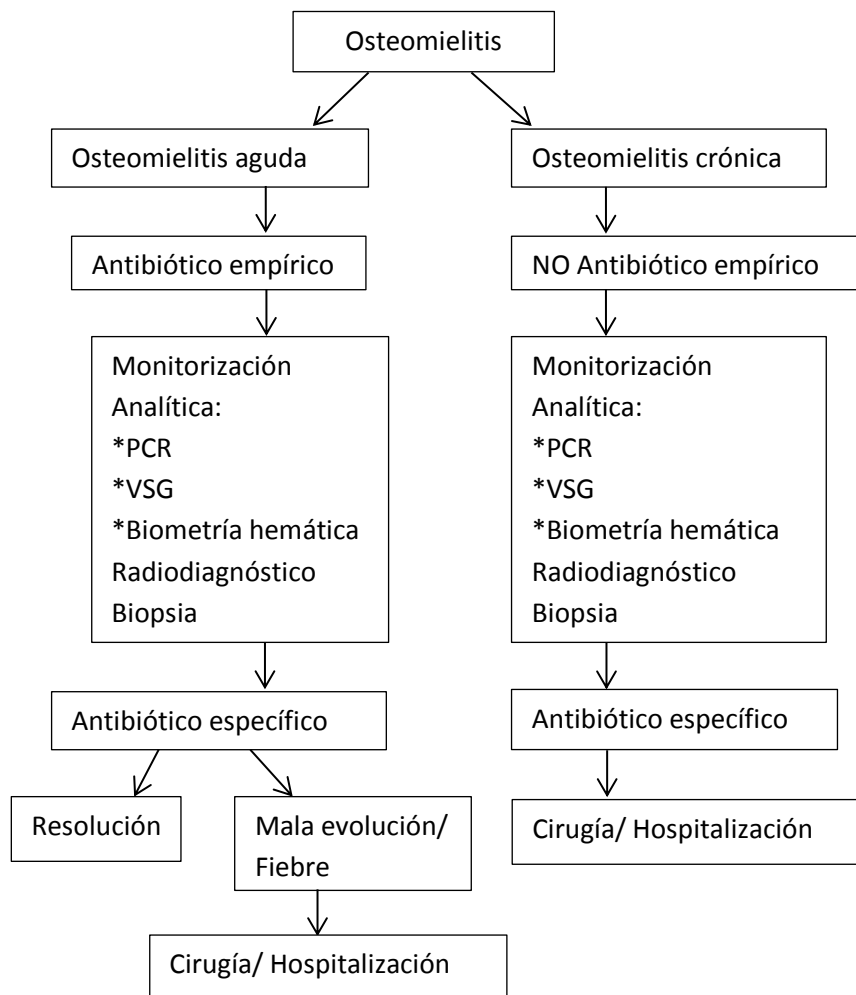 Osteomielitis
Osteomielitis aguda
Osteomielitis crónica
Antibiótico empírico
NO Antibiótico empírico
Monitorización
Analítica:
*PCR
*VSG
*Biometría hemática
Radiodiagnóstico
Biopsia
Monitorización
Analítica:
*PCR
*VSG
*Biometría hemática
Radiodiagnóstico
Biopsia
Antibiótico específico
Antibiótico específico
Resolución
Mala evolución/
Fiebre
Cirugía/ Hospitalización
Cirugía/ Hospitalización